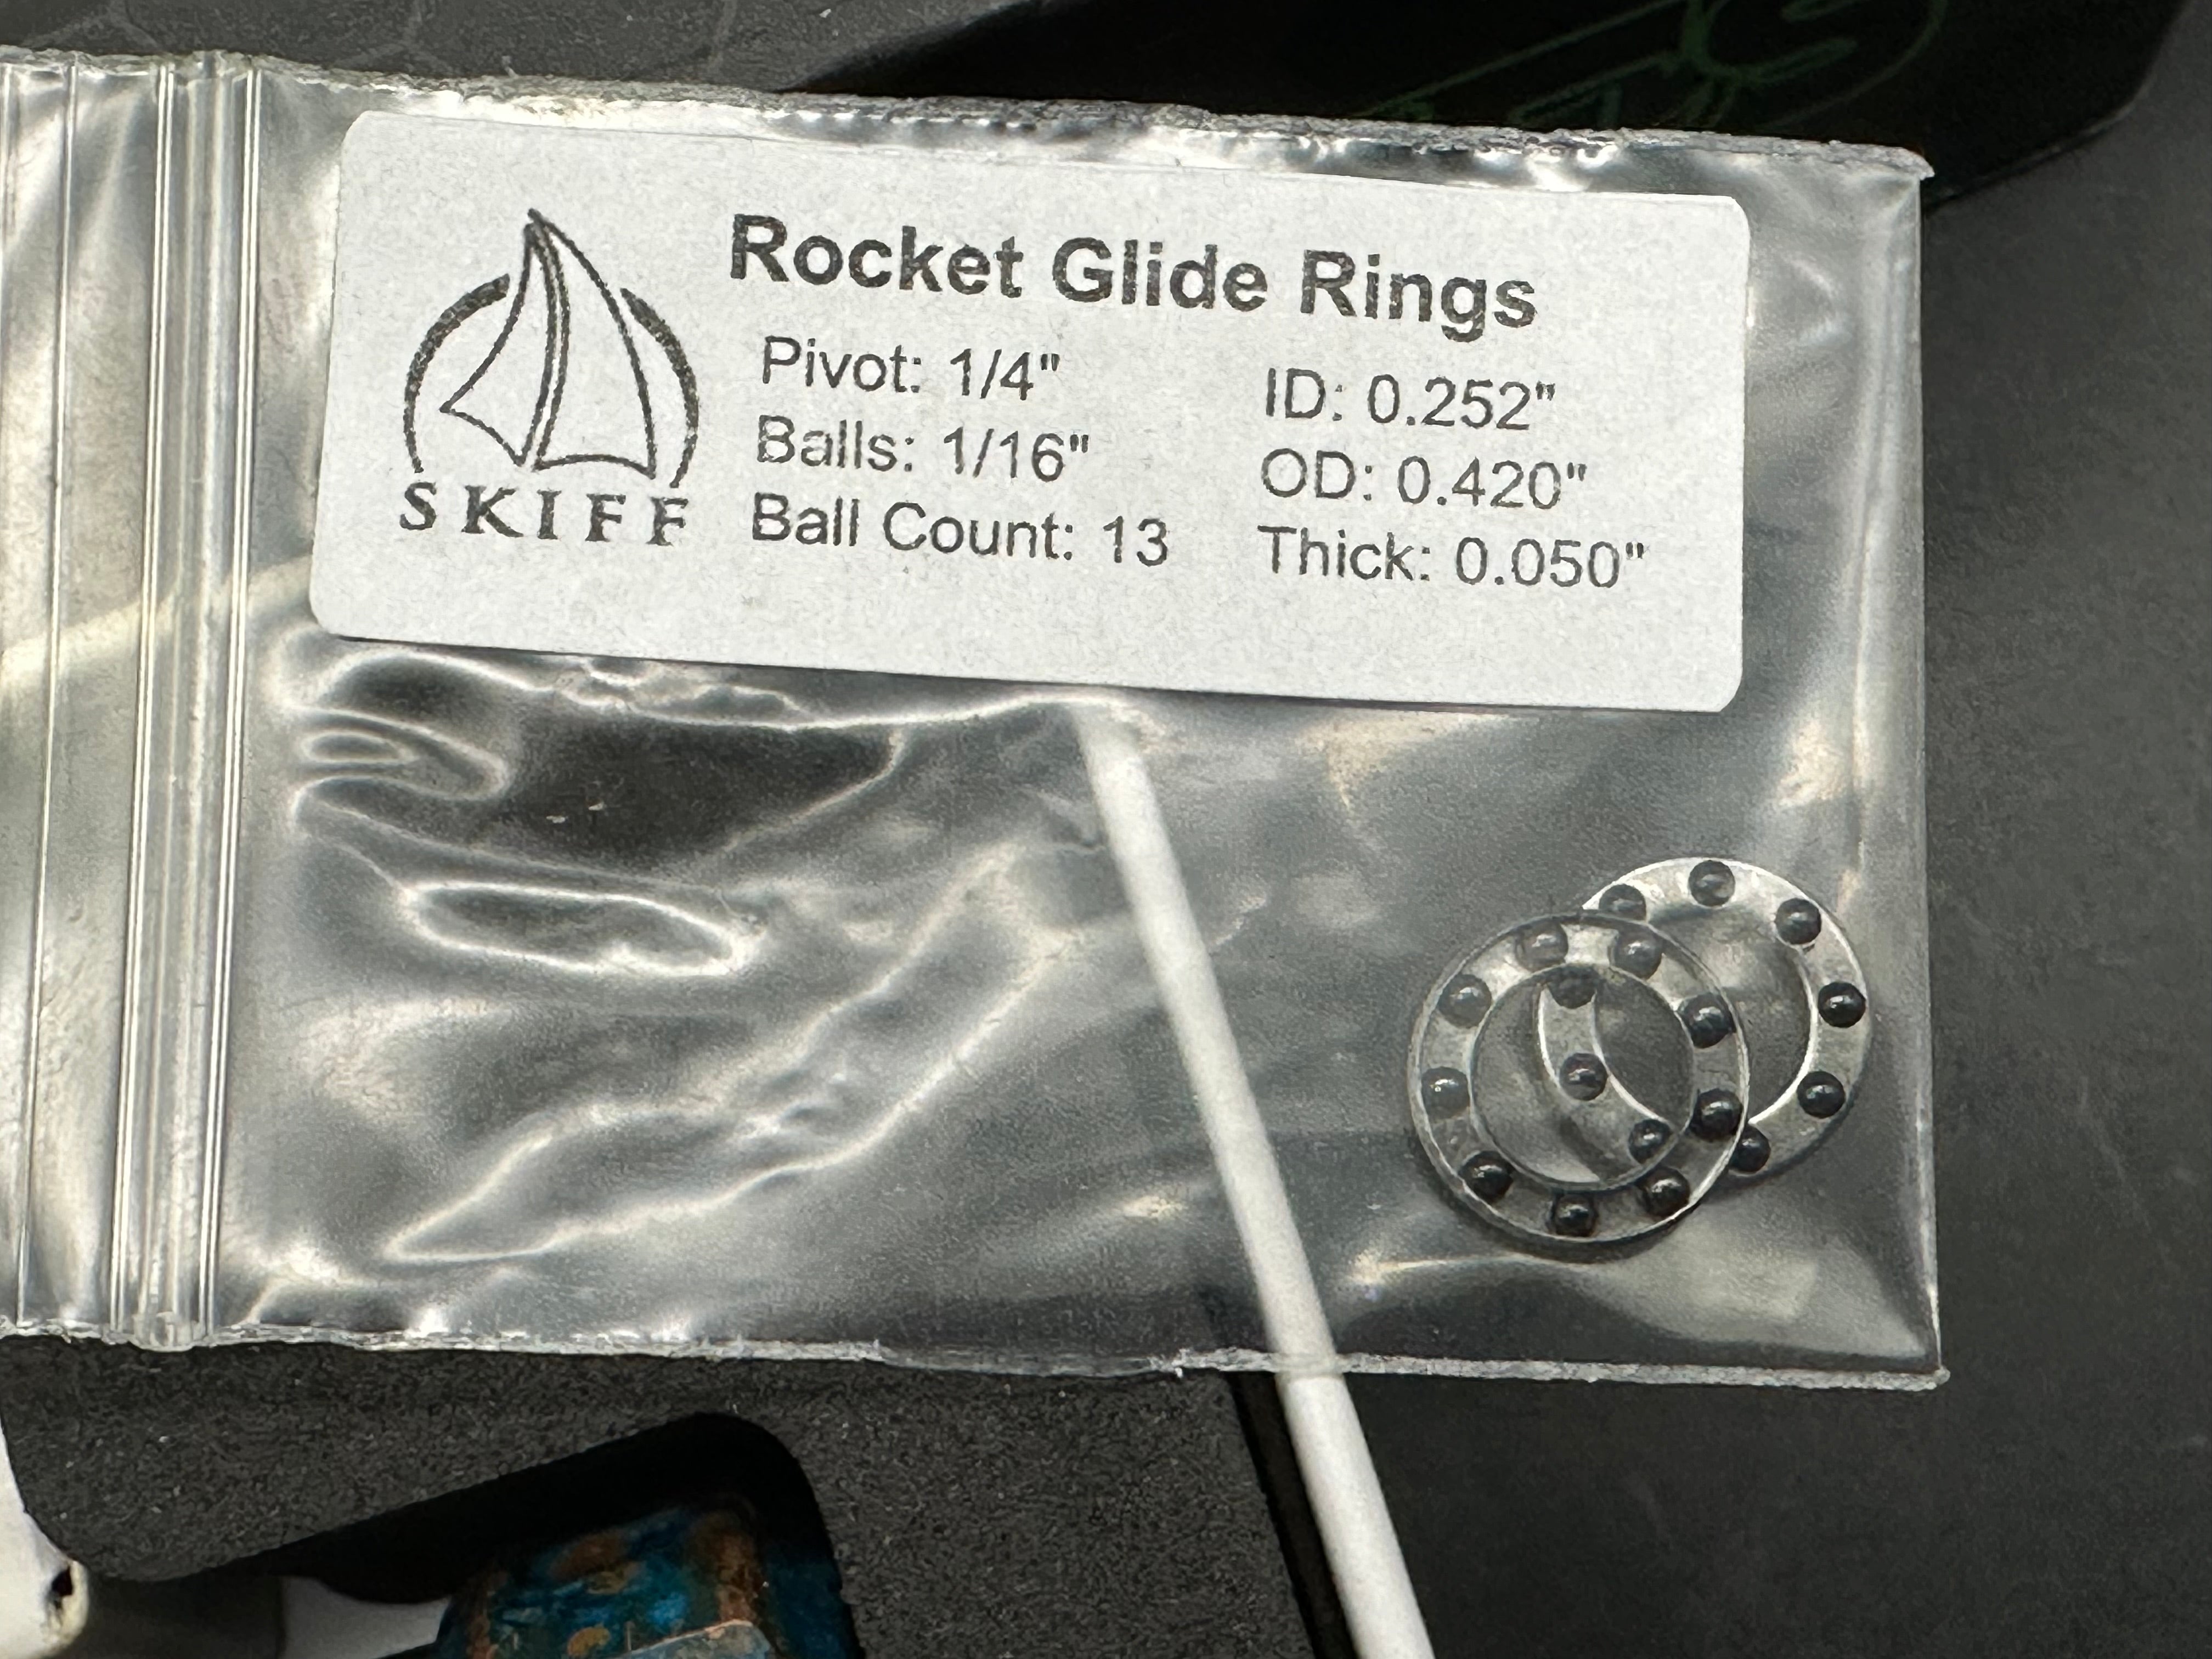 Rocket Glide Rings
Pivot: 1/4"
Balls: 1/16"
Ball Count: 13
ID: 0.252"
OD: 0.420"
Thick: 0.050"
SKIFF